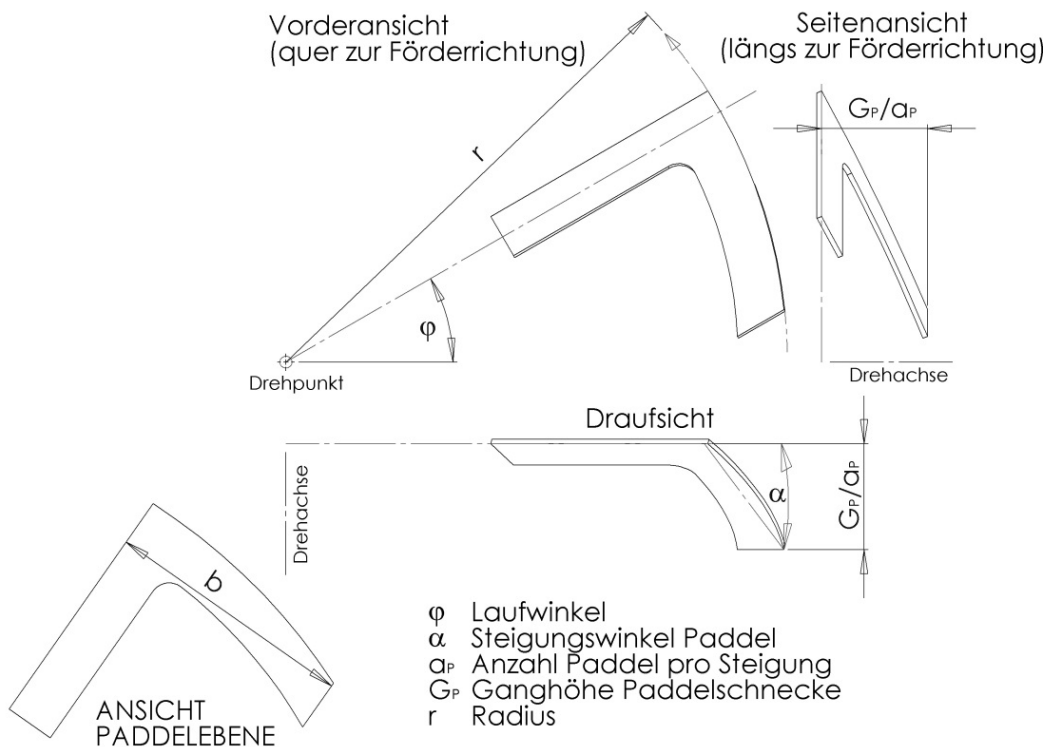 Vorderansicht
(quer zur Förderrichtung)
Seitenansicht
(längs zur Förderrichtung)
r
φ
Drehpunkt
GP/aP
Drehachse
Draufsicht
Drehachse
α
GP/aP
b
ANSICHT
PADDELEBENE
φ Laufwinkel
α Steigungswinkel Paddel
aP Anzahl Paddel pro Steigung
GP Ganghöhe Paddelschnecke
r Radius